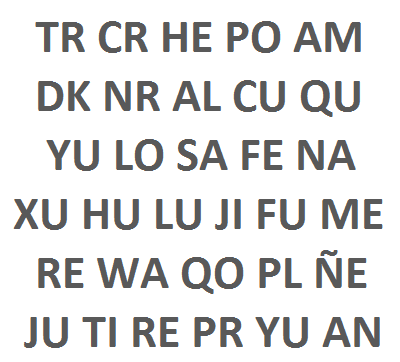 TR CR HE PO AM
DK NR AL CU QU
YU LO SA FE NA
XU HU LU JI FU ME
RE WA QO PL ÑE
JU TI RE PR YU AN